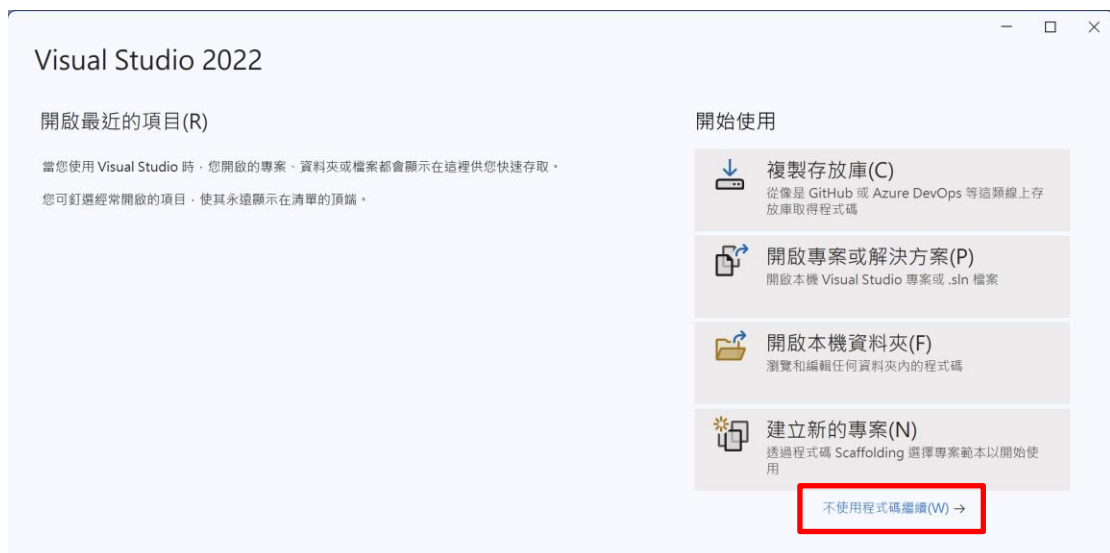 Visual Studio 2022
開啟最近的項目(R)
當您使用 Visual Studio 時，您開啟的專案、資料夾或檔案都會顯示在這裡供您快速存取。
您可釘選經常開啟的項目，使其永遠顯示在清單的頂端。
開始使用
複製存放庫(C)
從像是 GitHub 或 Azure DevOps 等這類線上存
放庫取得程式碼
開啟專案或解決方案(P)
開啟本機 Visual Studio 專案或 .sln 檔案
開啟本機資料夾(F)
瀏覽和編輯任何資料夾內的程式碼
建立新的專案(N)
透過程式碼 Scaffolding 選擇專案範本以開始使
用
不使用程式碼繼續(W) →